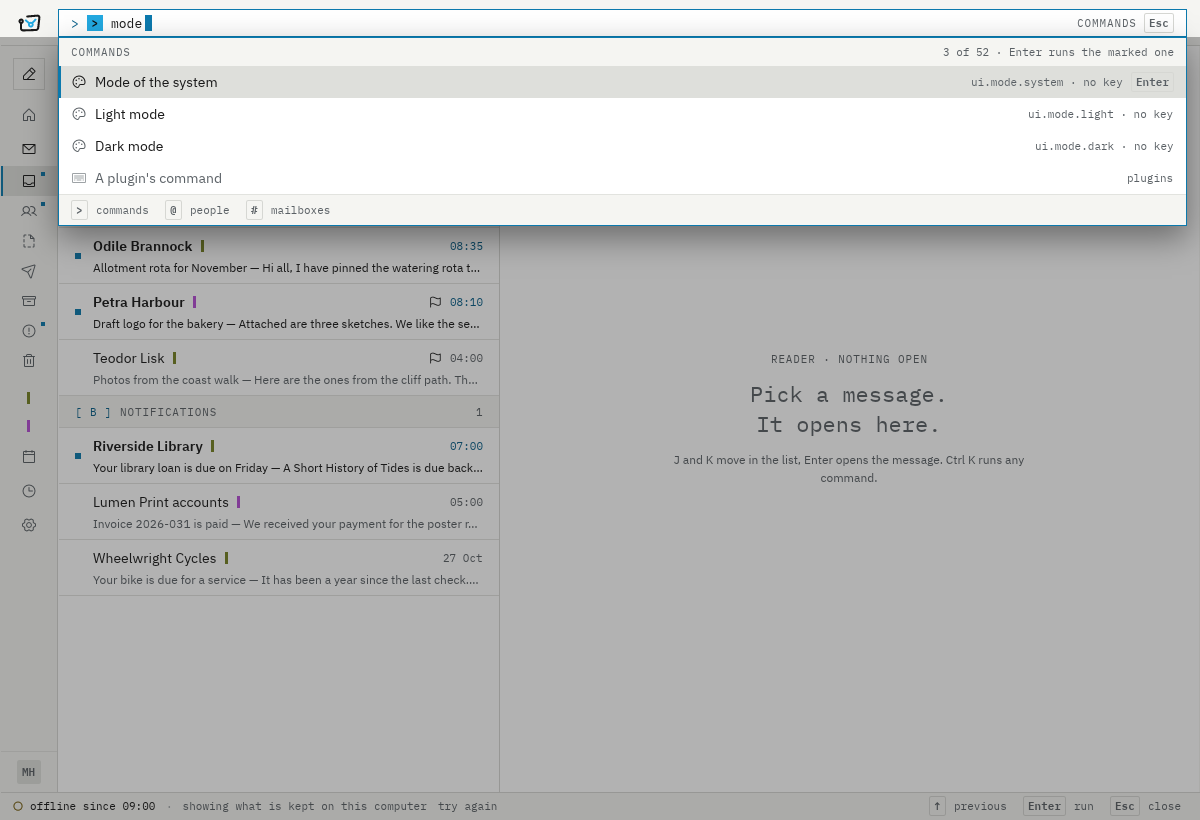 > > mode COMMANDS Esc
COMMANDS 3 of 52 · Enter runs the marked one
Mode of the system ui.mode.system · no key Enter
Light mode ui.mode.light · no key
Dark mode ui.mode.dark · no key
A plugin's command plugins
> commands @ people # mailboxes
Odile Brannock 08:35
Allotment rota for November — Hi all, I have pinned the watering rota t…
Petra Harbour 08:10
Draft logo for the bakery — Attached are three sketches. We like the se…
Teodor Lisk 04:00
Photos from the coast walk — Here are the ones from the cliff path. Th…
[ B ] NOTIFICATIONS 1
Riverside Library 07:00
Your library loan is due on Friday — A Short History of Tides is due back…
Lumen Print accounts 05:00
Invoice 2026-031 is paid — We received your payment for the poster r…
Wheelwright Cycles 27 Oct
Your bike is due for a service — It has been a year since the last check.…
READER · NOTHING OPEN
Pick a message.
It opens here.
J and K move in the list, Enter opens the message. Ctrl K runs any
command.
MH
offline since 09:00 · showing what is kept on this computer try again ↑ previous Enter run Esc close